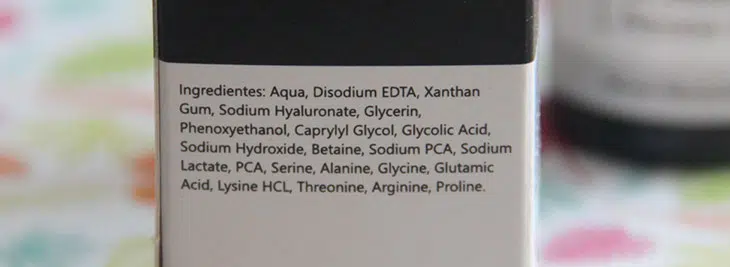 Ingredientes: Aqua, Disodium EDTA, Xanthan
Gum, Sodium Hyaluronate, Glycerin,
Phenoxyethanol, Caprylyl Glycol, Glycolic Acid,
Sodium Hydroxide, Betaine, Sodium PCA, Sodium
Lactate, PCA, Serine, Alanine, Glycine, Glutamic
Acid, Lysine HCL, Threonine, Arginine, Proline.